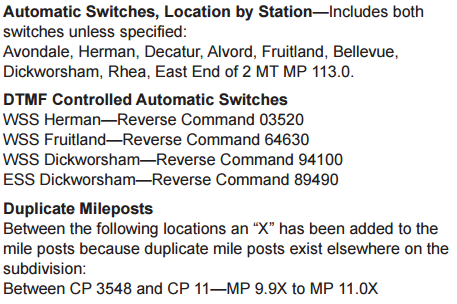 Automatic Switches, Location by Station—Includes both
switches unless specified:
Avondale, Herman, Decatur, Alvord, Fruitland, Bellevue,
Dickworsham, Rhea, East End of 2 MT MP 113.0.
DTMF Controlled Automatic Switches
WSS Herman—Reverse Command 03520
WSS Fruitland—Reverse Command 64630
WSS Dickworsham—Reverse Command 94100
ESS Dickworsham—Reverse Command 89490
Duplicate Mileposts
Between the following locations an “X” has been added to the
mile posts because duplicate mile posts exist elsewhere on the
subdivision:
Between CP 3548 and CP 11—MP 9.9X to MP 11.0X